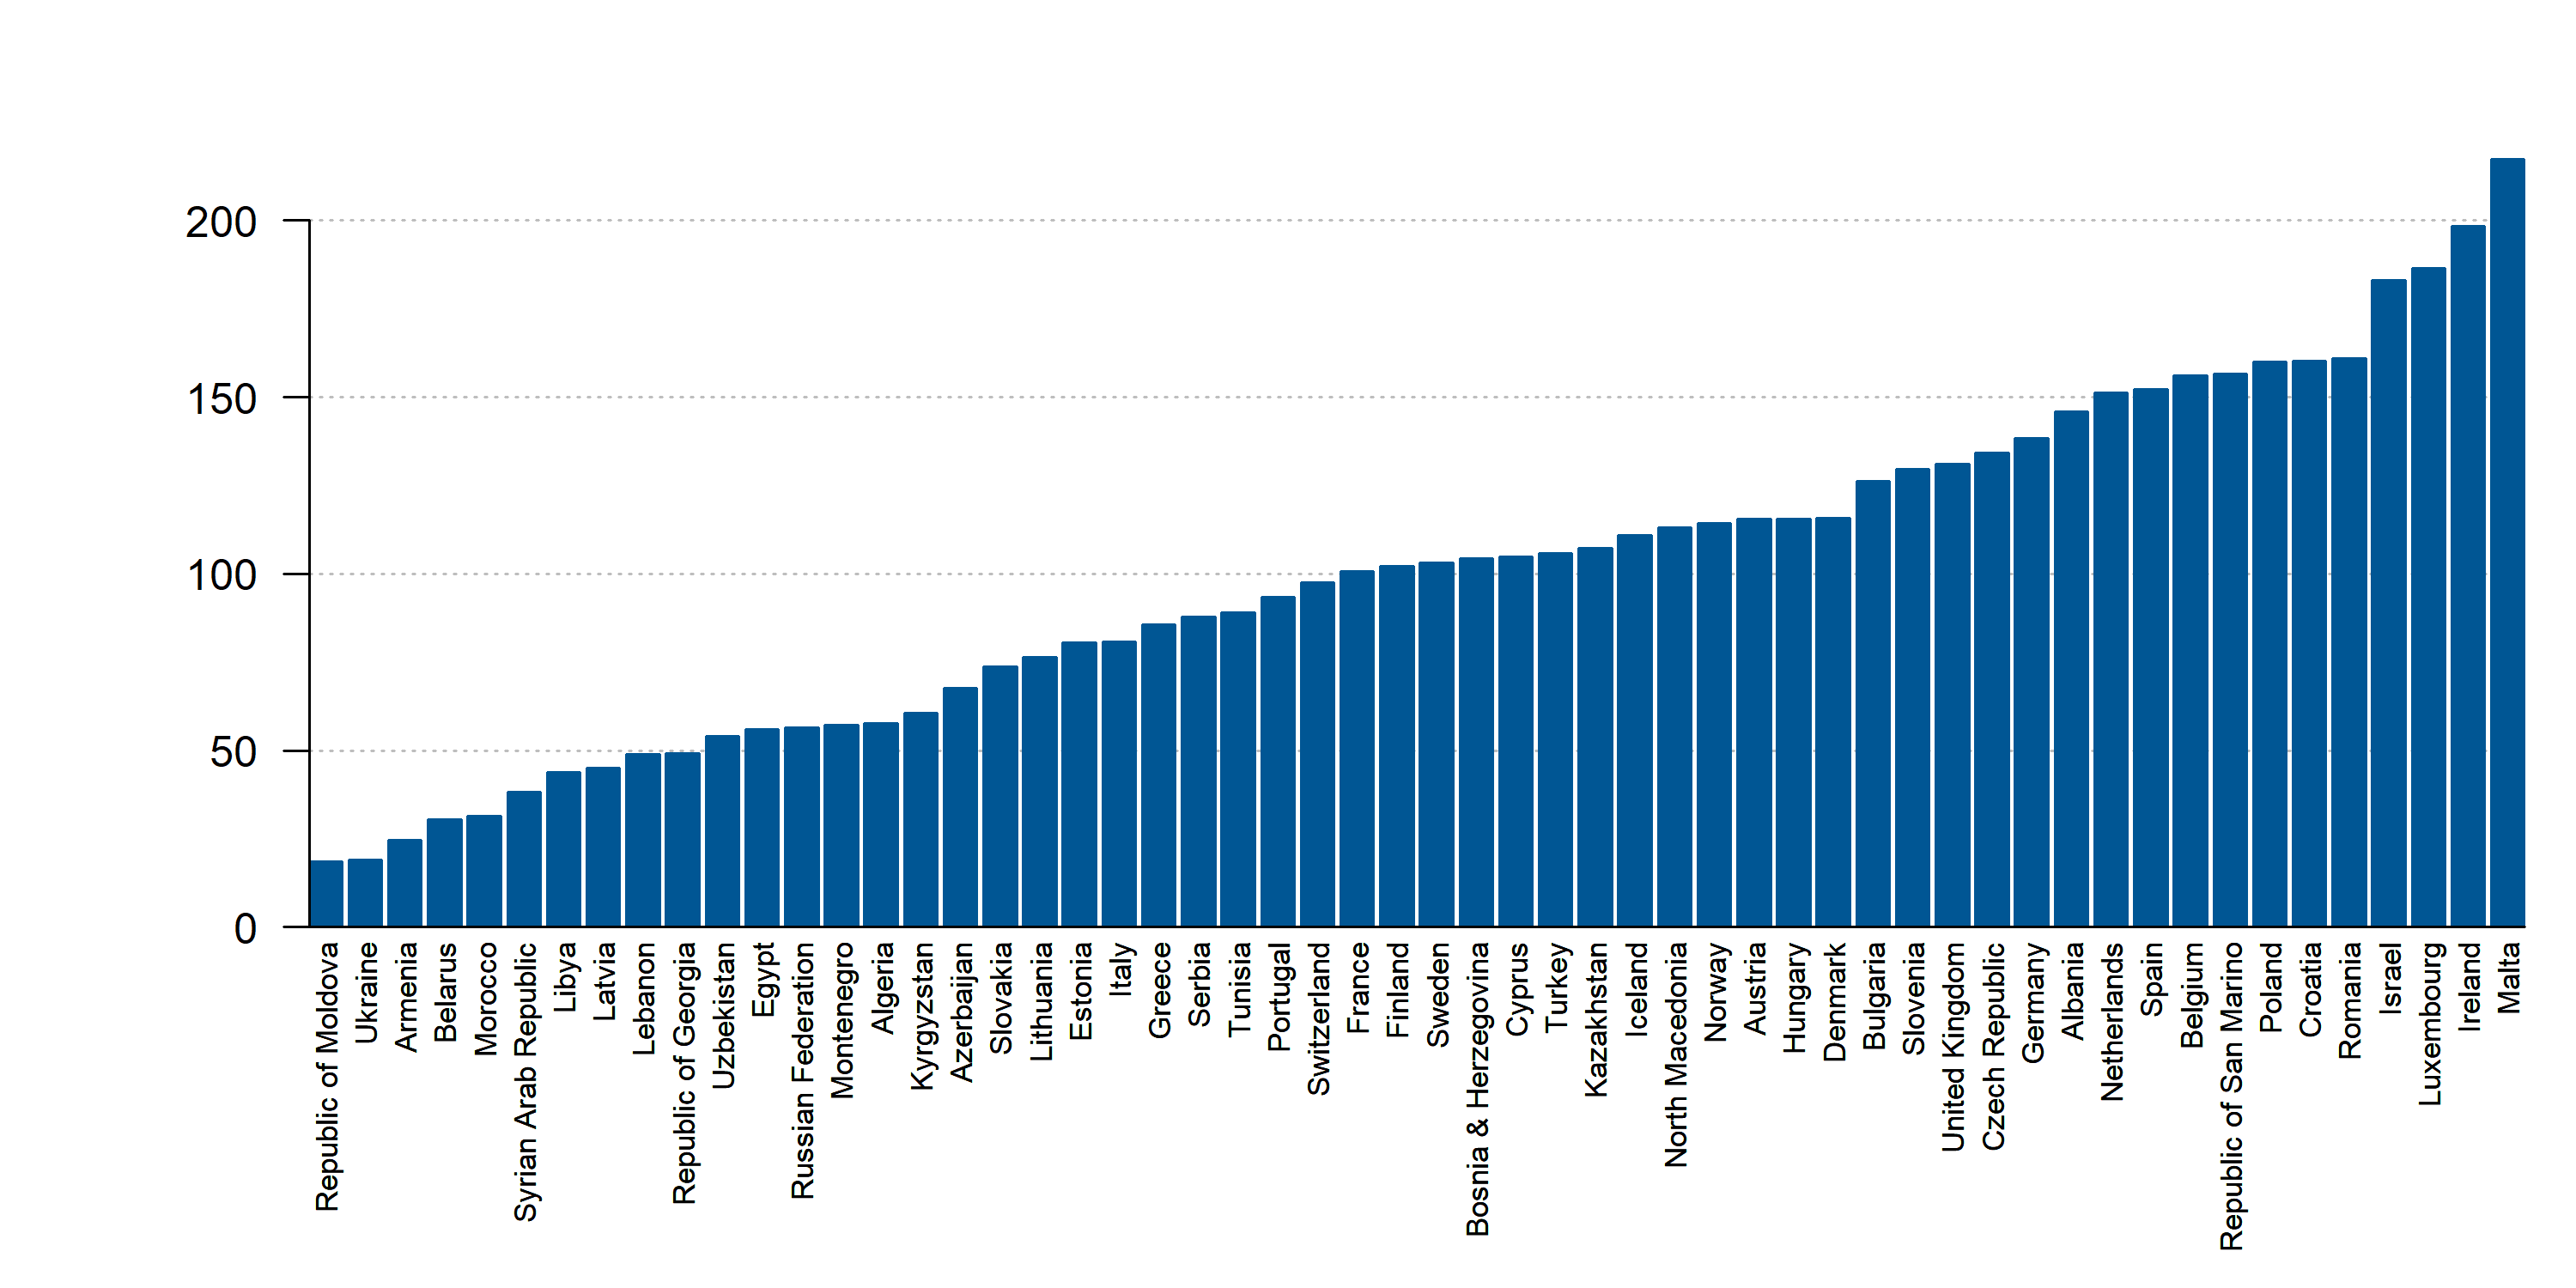 200
150
100
50
0
Republic of Moldova
Ukraine
Armenia
Belarus
Morocco
Syrian Arab Republic
Libya
Latvia
Lebanon
Republic of Georgia
Uzbekistan
Egypt
Russian Federation
Montenegro
Algeria
Kyrgyzstan
Azerbaijan
Slovakia
Lithuania
Estonia
Italy
Greece
Serbia
Tunisia
Portugal
Switzerland
France
Finland
Sweden
Bosnia & Herzegovina
Cyprus
Turkey
Kazakhstan
Iceland
North Macedonia
Norway
Austria
Hungary
Denmark
Bulgaria
Slovenia
United Kingdom
Czech Republic
Germany
Albania
Netherlands
Spain
Belgium
Republic of San Marino
Poland
Croatia
Romania
Israel
Luxembourg
Ireland
Malta